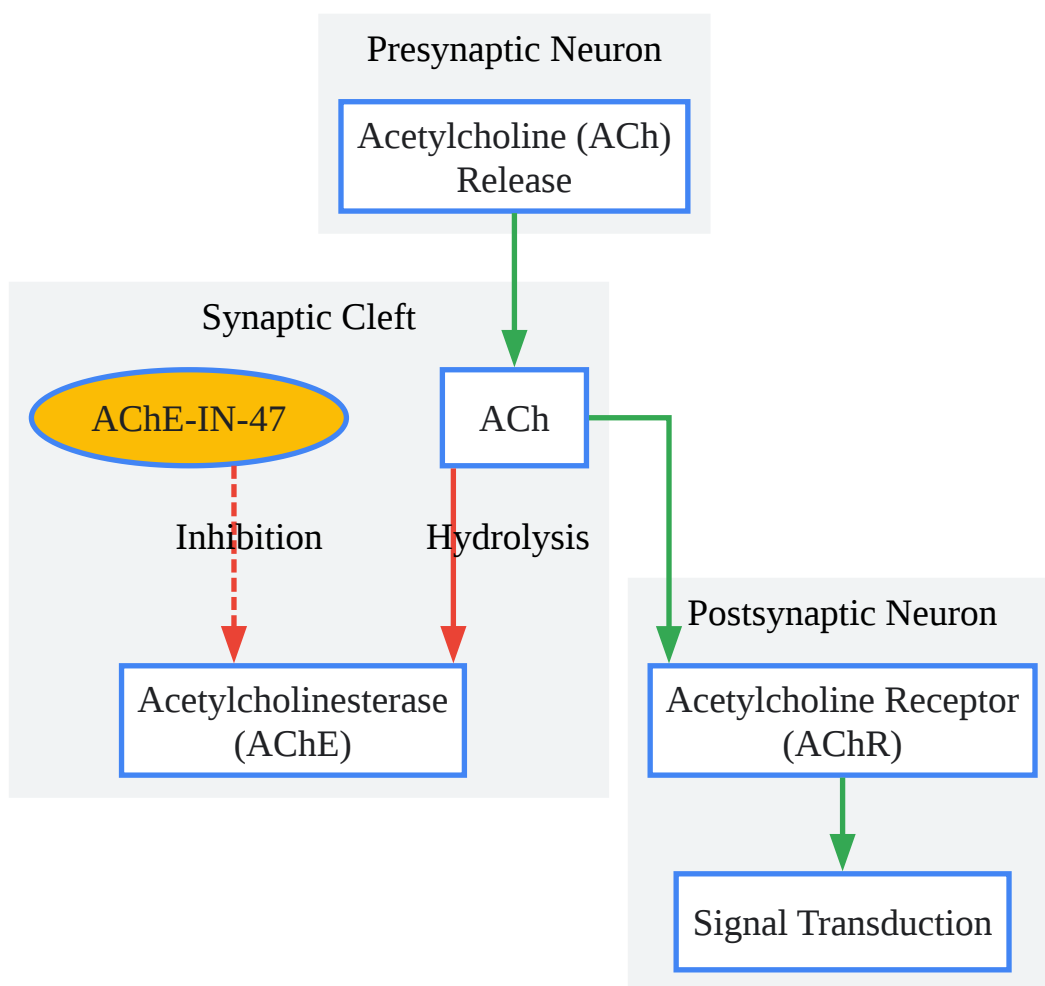 Presynaptic Neuron
Acetylcholine (ACh)
Release
Synaptic Cleft
AChE-IN-47
ACh
Inhibition
Hydrolysis
Postsynaptic Neuron
Acetylcholinesterase
(AChE)
Acetylcholine Receptor
(AChR)
Signal Transduction